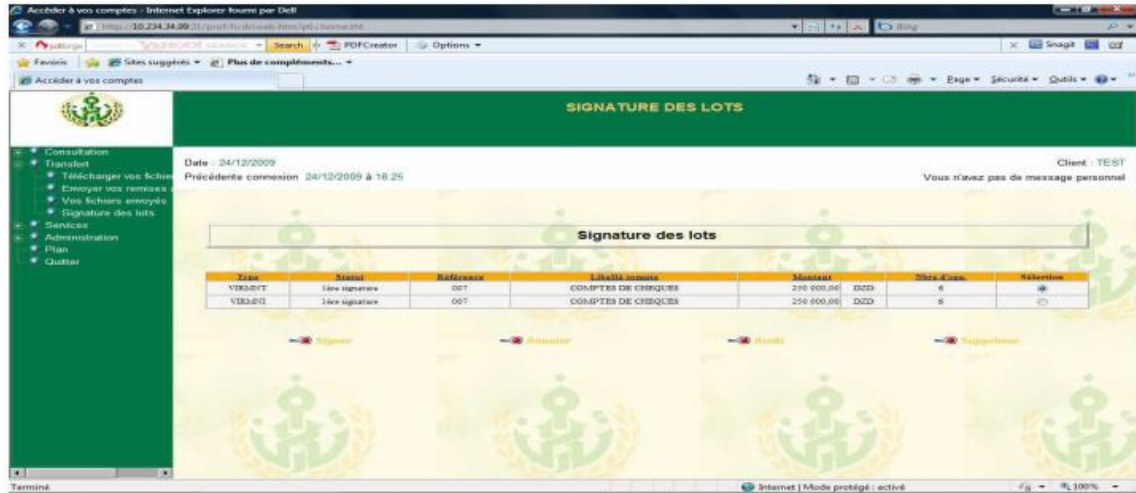 Accéder à vos comptes - Internet Explorer fourni par Dell
Bing
Search PDFCreator Options Snagit
Favoris Sites suggérés Plus de compléments...
Accéder à vos comptes Page Sécurité Outils
SIGNATURE DES LOTS
Consultation
Transfert
Télécharger vos fichie
Envoyer vos remises
Vos fichiers envoyés
Signature des lots
Services
Administration
Plan
Quitter
Date : 24/12/2009 Client : TEST
Précédente connexion 24/12/2009 à 18:25 Vous n'avez pas de message personnel
Signature des lots
Type Statut Référence Libellé compte Montant Nbre d'opé. Sélection
VIRMNT 1ère signature 007 COMPTES DE CHEQUES 250 000,00 DZD 6
VIRMNT 1ère signature 007 COMPTES DE CHEQUES 250 000,00 DZD 6
Signer Annuler Audit Supprimer
Terminé Internet | Mode protégé : activé 100%